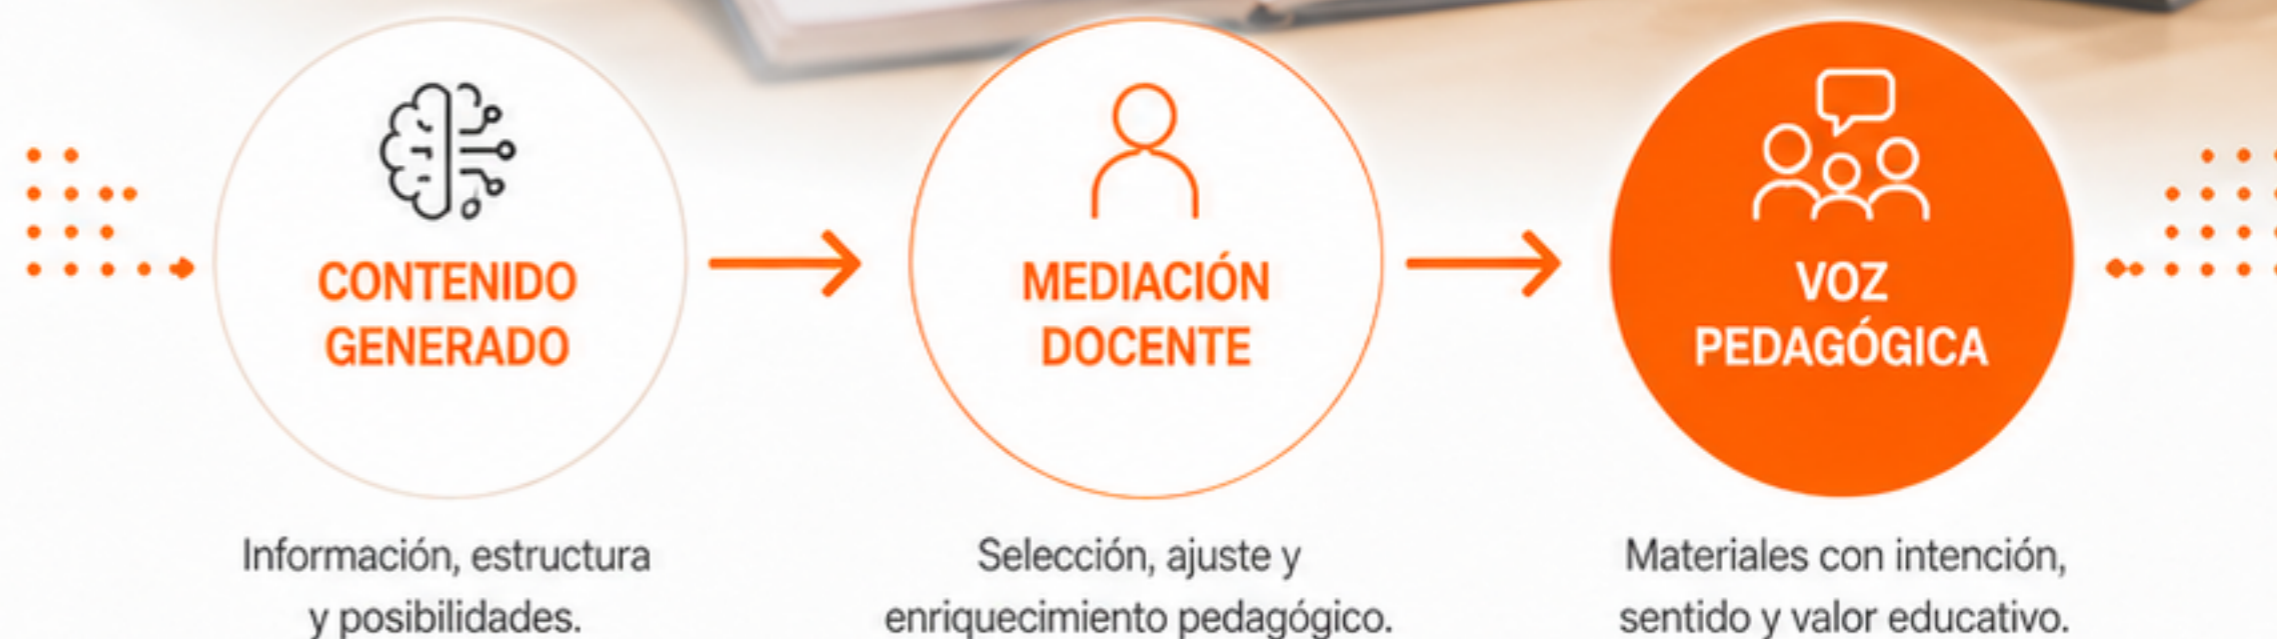 CONTENIDO
GENERADO
Información, estructura
y posibilidades.
MEDIACIÓN
DOCENTE
Selección, ajuste y
enriquecimiento pedagógico.
VOZ
PEDAGÓGICA
Materiales con intención,
sentido y valor educativo.